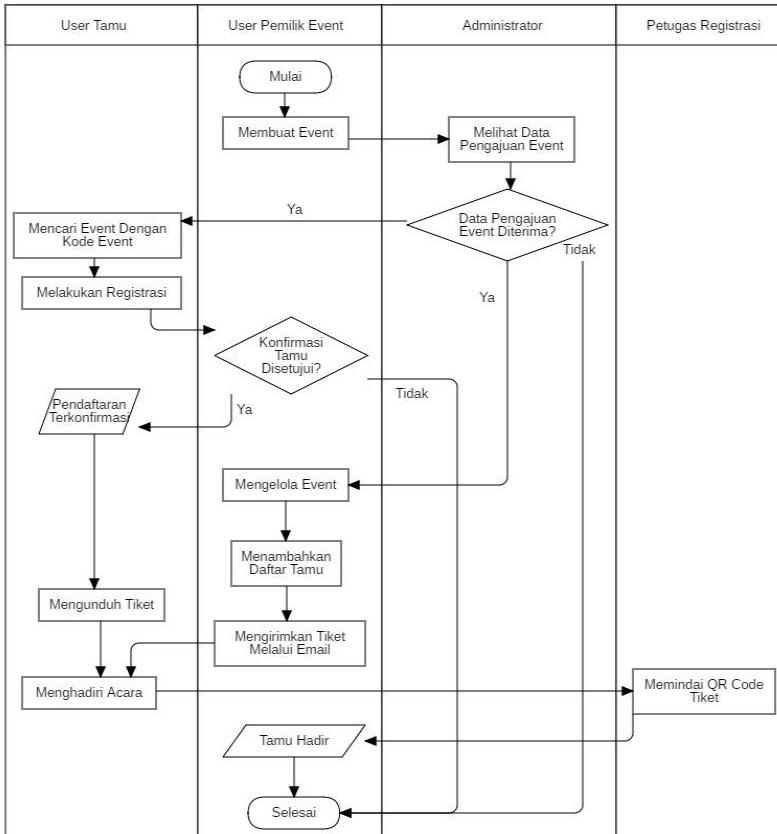 User Tamu
User Pemilik Event
Administrator
Petugas Registrasi
Mulai
Membuat Event
Melihat Data
Pengajuan Event
Data Pengajuan
Event Diterima?
Ya
Tidak
Mencari Event Dengan
Kode Event
Melakukan Registrasi
Ya
Konfirmasi
Tamu
Disetujui?
Tidak
Ya
Pendaftaran
Terkonfirmasi
Mengelola Event
Menambahkan
Daftar Tamu
Mengunduh Tiket
Mengirimkan Tiket
Melalui Email
Menghadiri Acara
Memindai QR Code
Tiket
Tamu Hadir
Selesai